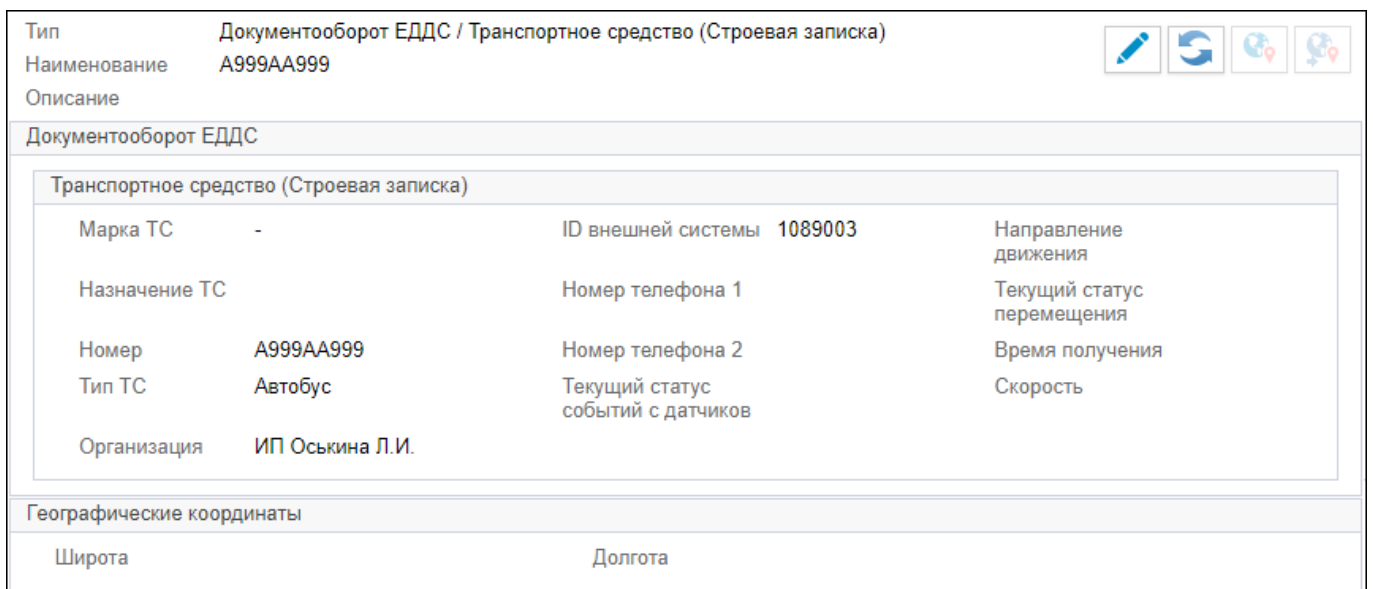 Тип Документооборот ЕДДС / Транспортное средство (Строевая записка)
Наименование А999АА999
Описание
Документооборот ЕДДС
Транспортное средство (Строевая записка)
Марка ТС - ID внешней системы 1089003 Направление
движения
Назначение ТС Номер телефона 1 Текущий статус
перемещения
Номер А999АА999 Номер телефона 2 Время получения
Тип ТС Автобус Текущий статус Скорость
событий с датчиков
Организация ИП Оськина Л.И.
Географические координаты
Широта Долгота